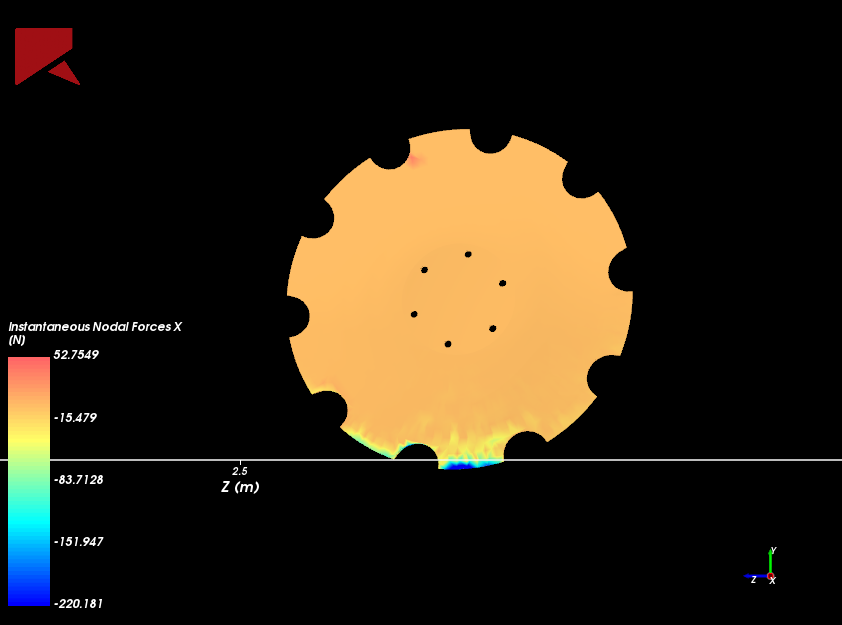 Instantaneous Nodal Forces X
(N)
52.7549
-15.479
-83.7128
-151.947
-220.181
2.5
Z (m)
Y
Z
X